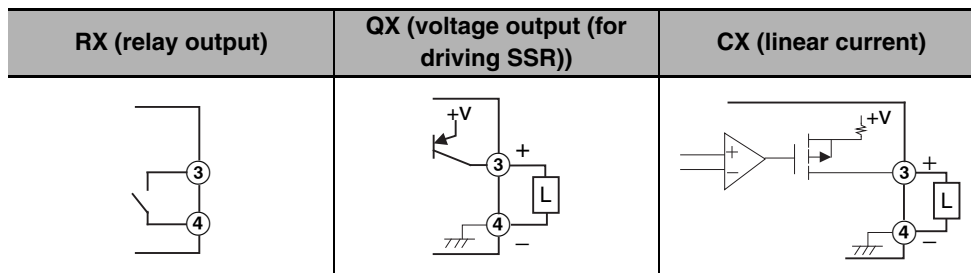 RX (relay output)
QX (voltage output (for
driving SSR))
CX (linear current)
3
4
+V
3
+
L
4
−
+
−
+V
3
+
L
4
−